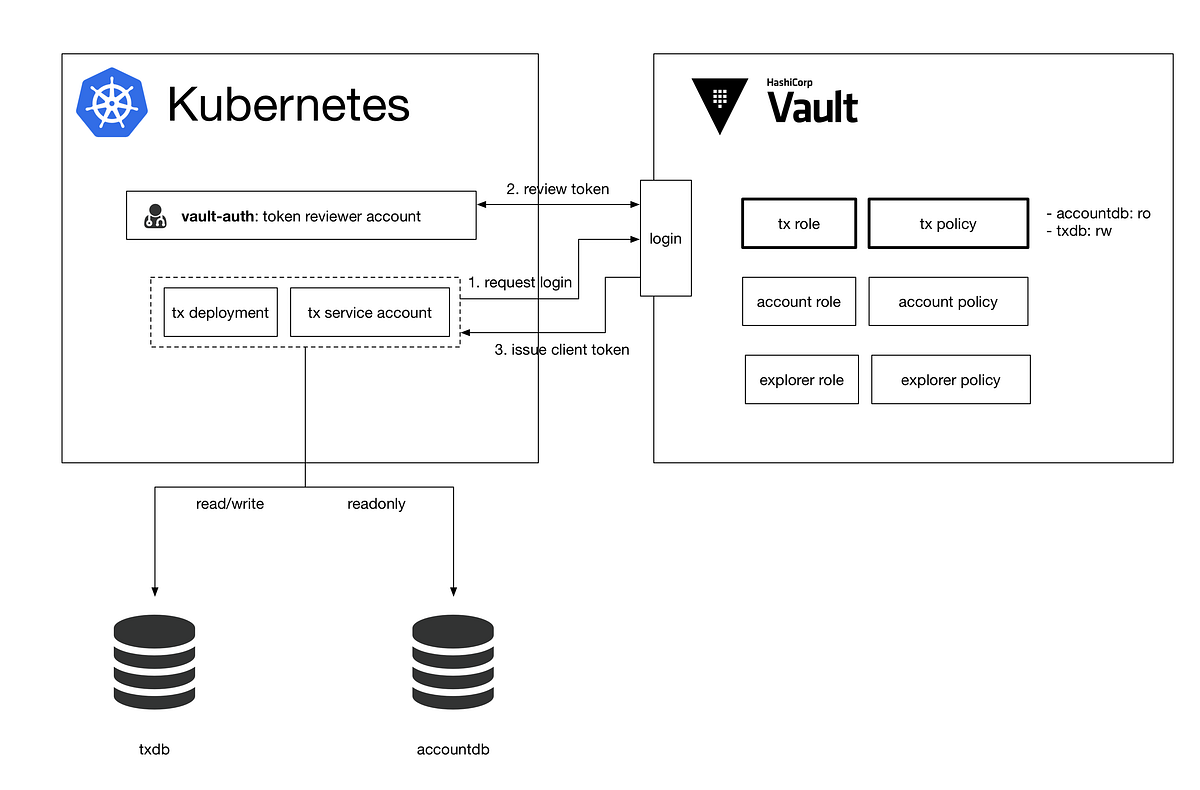 Kubernetes
HashiCorp
Vault
2. review token
vault-auth: token reviewer account
login
tx role
tx policy
- accountdb: ro
- txdb: rw
1. request login
tx deployment
tx service account
account role
account policy
3. issue client token
explorer role
explorer policy
read/write
readonly
txdb
accountdb